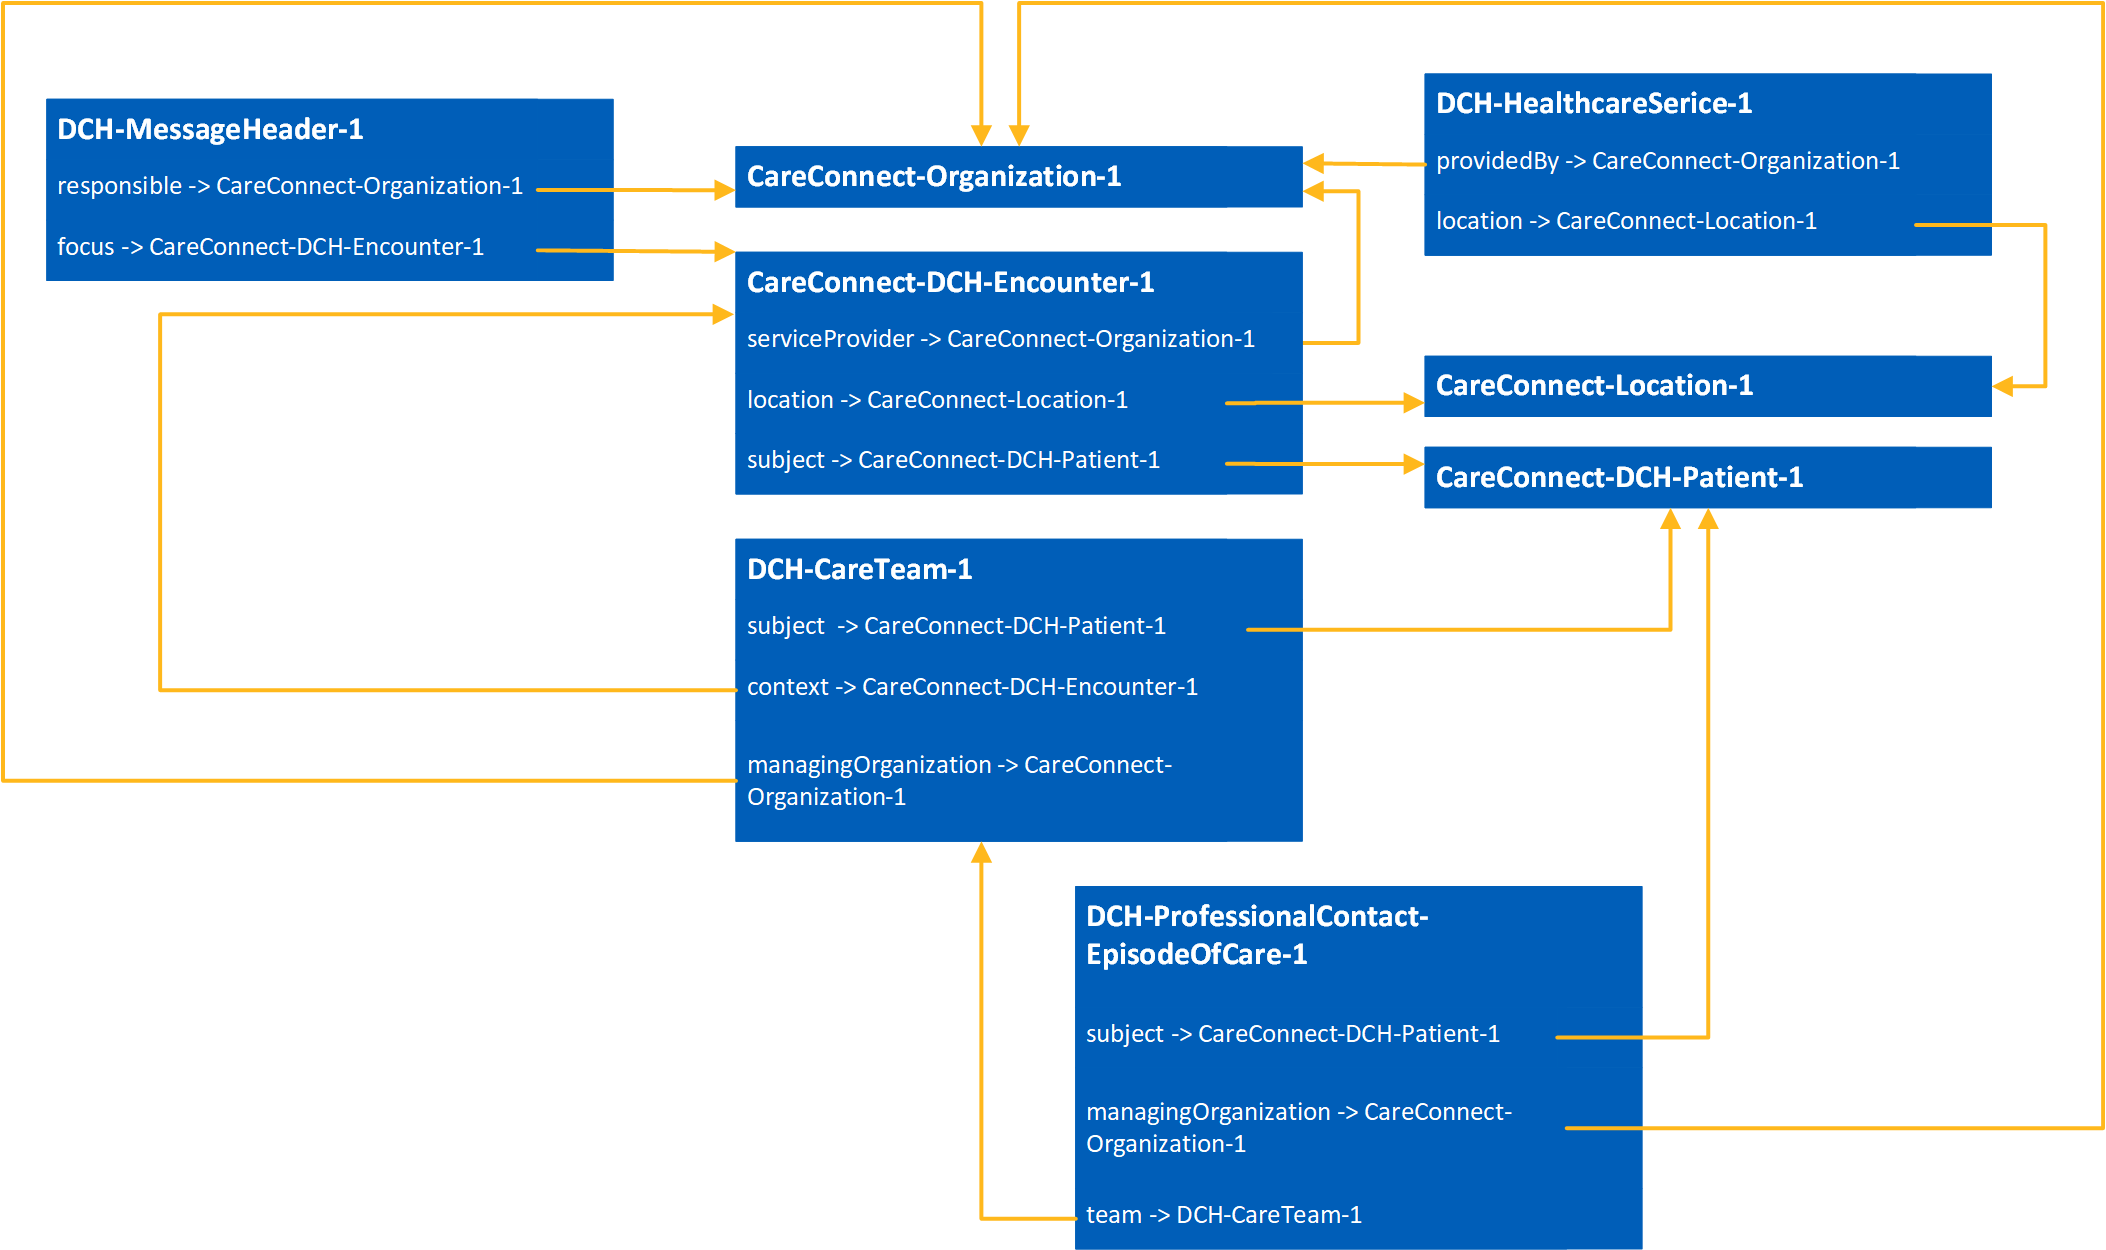 DCH-MessageHeader-1
responsible -> CareConnect-Organization-1
focus -> CareConnect-DCH-Encounter-1
CareConnect-Organization-1
DCH-HealthcareSerice-1
providedBy -> CareConnect-Organization-1
location -> CareConnect-Location-1
CareConnect-DCH-Encounter-1
serviceProvider -> CareConnect-Organization-1
location -> CareConnect-Location-1
subject -> CareConnect-DCH-Patient-1
CareConnect-Location-1
CareConnect-DCH-Patient-1
DCH-CareTeam-1
subject  -> CareConnect-DCH-Patient-1
context -> CareConnect-DCH-Encounter-1
managingOrganization -> CareConnect-
Organization-1
DCH-ProfessionalContact-
EpisodeOfCare-1
subject -> CareConnect-DCH-Patient-1
managingOrganization -> CareConnect-
Organization-1
team -> DCH-CareTeam-1